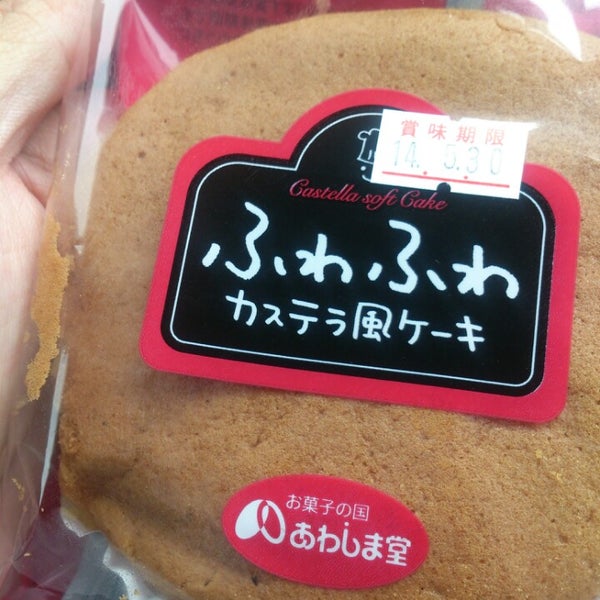 賞味期限
14. 5.30
Castella soft Cake
ふわふわ
カステラ風ケーキ
お菓子の国
あわしま堂